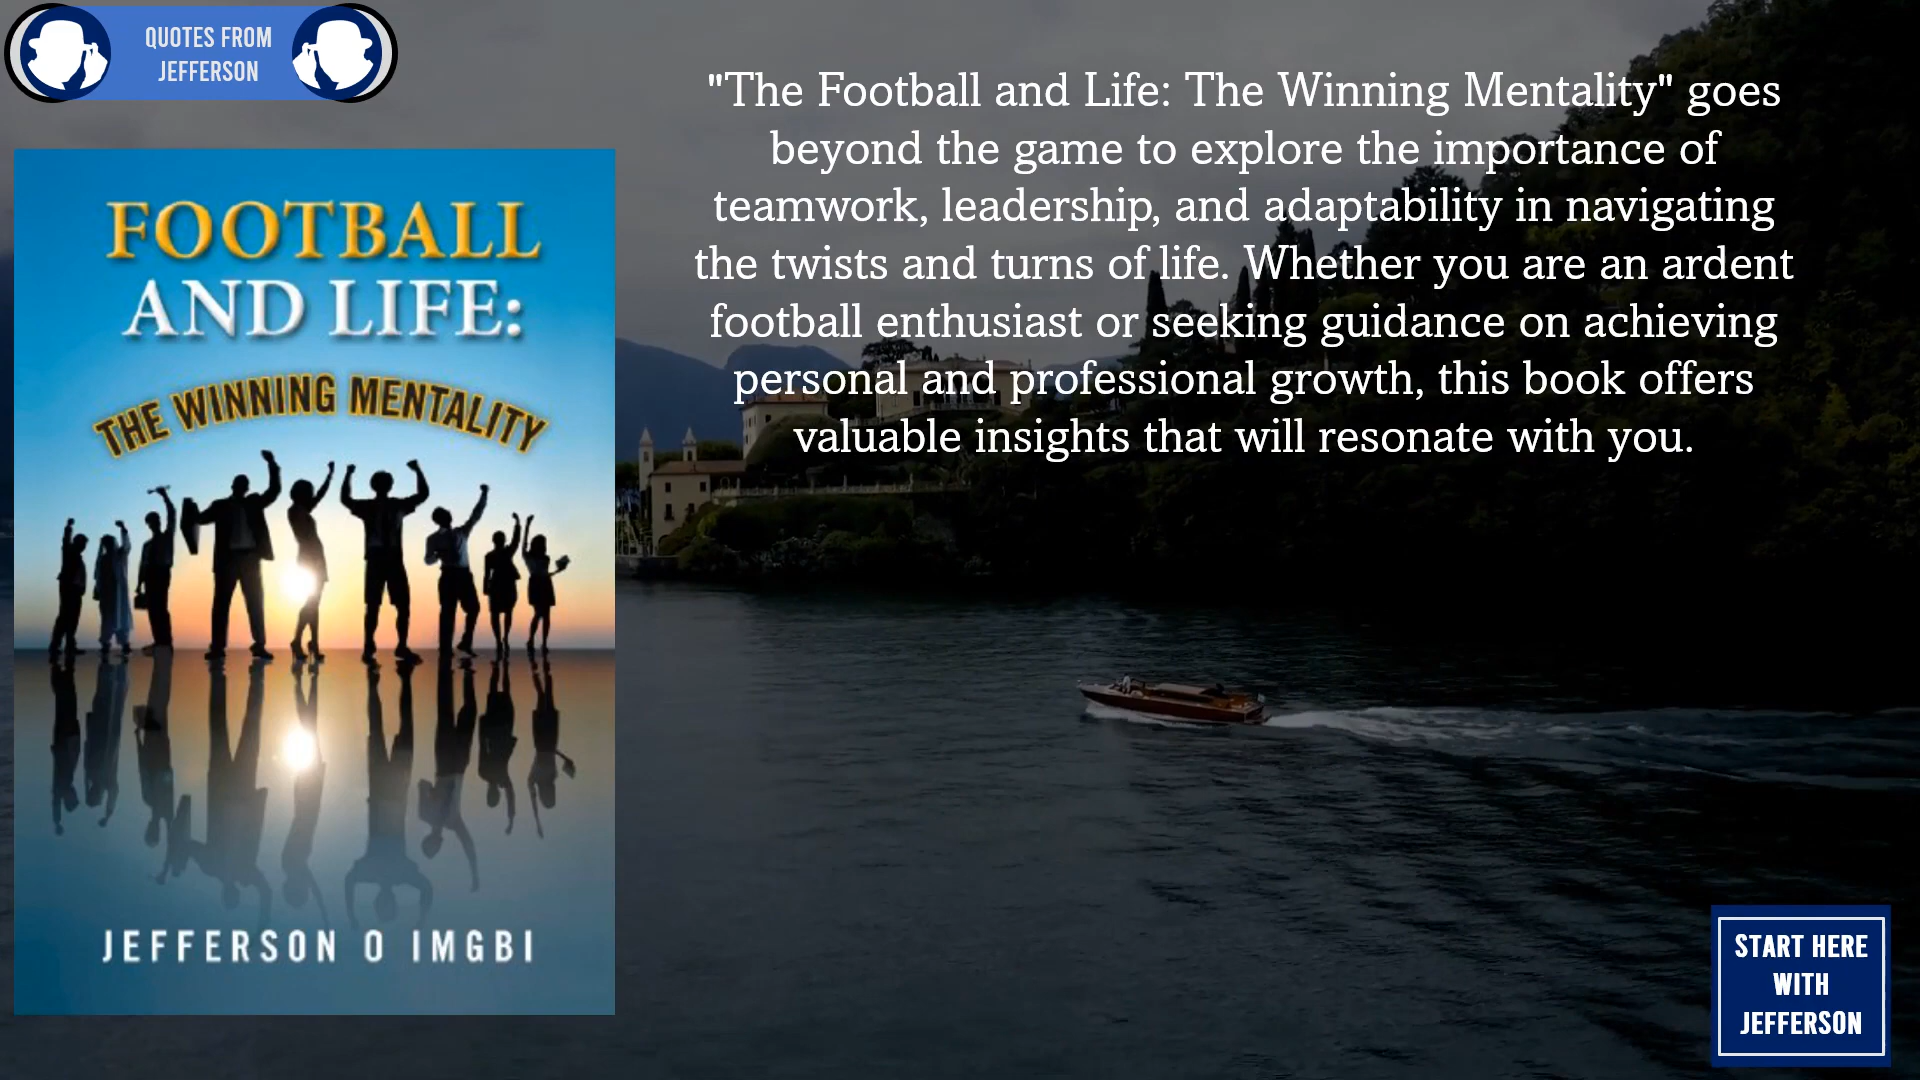 QUOTES FROM
JEFFERSON
"The Football and Life: The Winning Mentality" goes
beyond the game to explore the importance of
teamwork, leadership, and adaptability in navigating
the twists and turns of life. Whether you are an ardent
football enthusiast or seeking guidance on achieving
personal and professional growth, this book offers
valuable insights that will resonate with you.
FOOTBALL
AND LIFE:
THE WINNING MENTALITY
JEFFERSON O IMGBI
START HERE
WITH
JEFFERSON